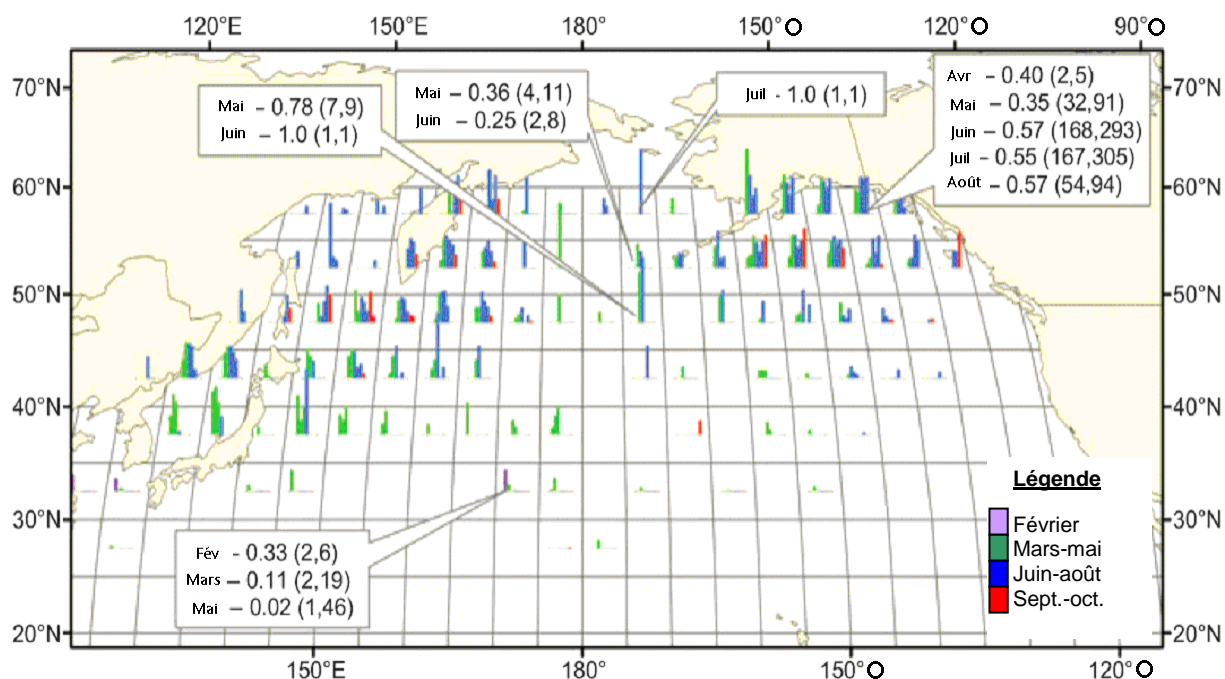 120°E 150°E 180° 150°O 120°O 90°O
70°N 70°N
60°N 60°N
50°N 50°N
40°N 40°N
30°N 30°N
20°N 20°N
150°E 180° 150°O 120°O
Mai – 0.78 (7,9)
Juin – 1.0 (1,1)
Mai – 0.36 (4,11)
Juin – 0.25 (2,8)
Juil - 1.0 (1,1)
Avr – 0.40 (2,5)
Mai – 0.35 (32,91)
Juin – 0.57 (168,293)
Juil – 0.55 (167,305)
Août – 0.57 (54,94)
Fév - 0.33 (2,6)
Mars – 0.11 (2,19)
Mai – 0.02 (1,46)
Légende
Février
Mars-mai
Juin-août
Sept.-oct.